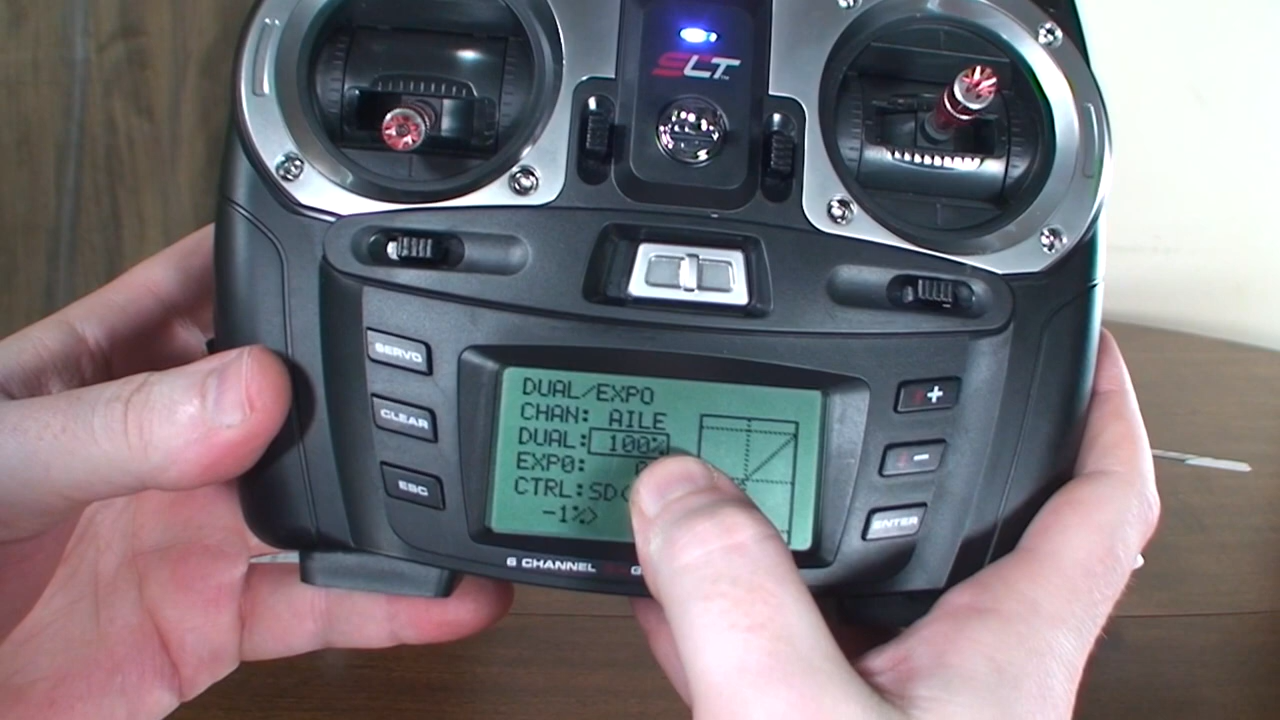 SLT
SERVO
CLEAR
ESC
DUAL/EXPO
CHAN: AILE
DUAL: 100%
EXPO:
CTRL:SD
-1%>
+
-
ENTER
6 CHANNEL